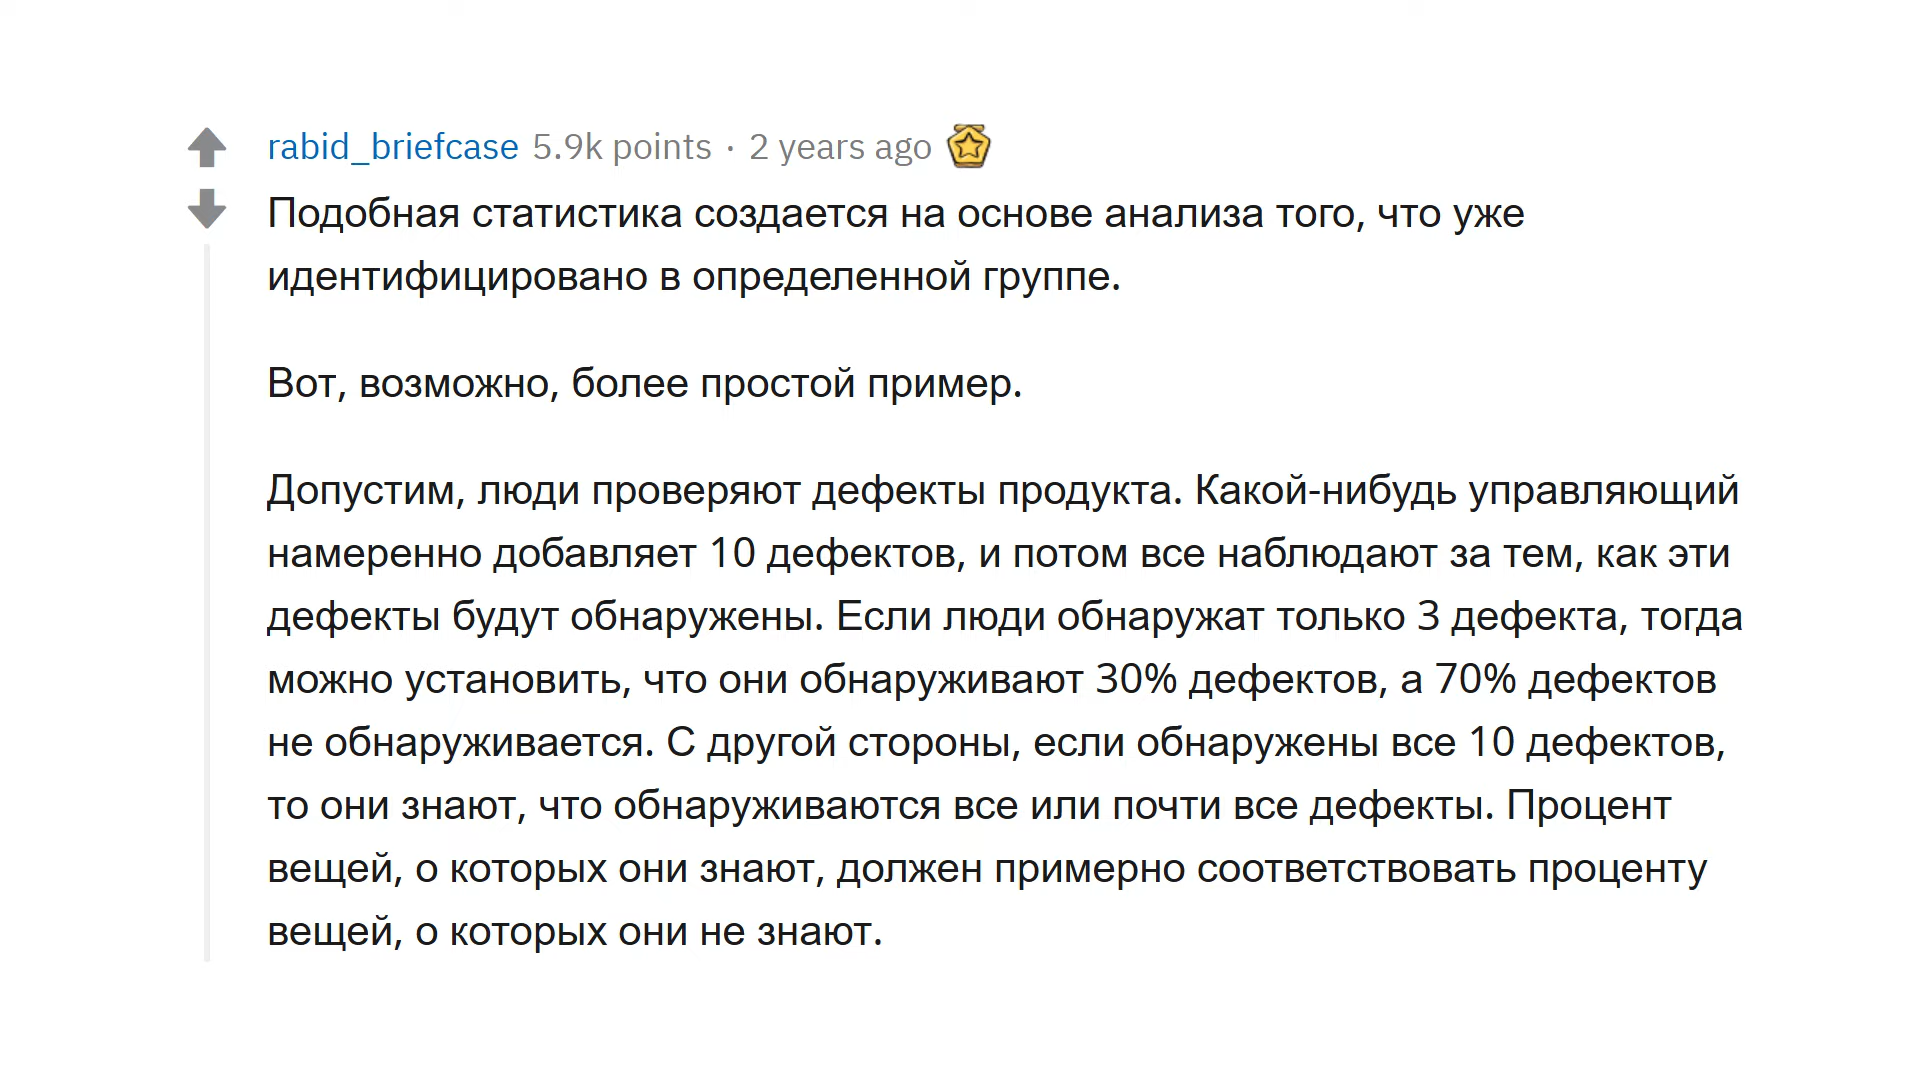 rabid_briefcase 5.9k points · 2 years ago
Подобная статистика создается на основе анализа того, что уже
идентифицировано в определенной группе.
Вот, возможно, более простой пример.
Допустим, люди проверяют дефекты продукта. Какой-нибудь управляющий
намеренно добавляет 10 дефектов, и потом все наблюдают за тем, как эти
дефекты будут обнаружены. Если люди обнаружат только 3 дефекта, тогда
можно установить, что они обнаруживают 30% дефектов, а 70% дефектов
не обнаруживается. С другой стороны, если обнаружены все 10 дефектов,
то они знают, что обнаруживаются все или почти все дефекты. Процент
вещей, о которых они знают, должен примерно соответствовать проценту
вещей, о которых они не знают.